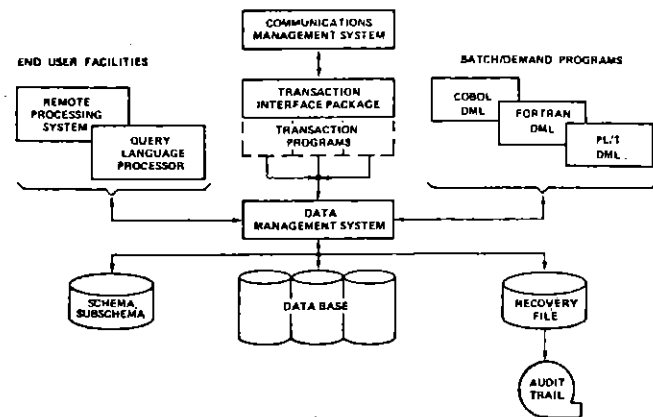 COMMUNICATIONS
MANAGEMENT SYSTEM
END USER FACILITIES
BATCH/DEMAND PROGRAMS
REMOTE
PROCESSING
SYSTEM
QUERY
LANGUAGE
PROCESSOR
TRANSACTION
INTERFACE PACKAGE
TRANSACTION
PROGRAMS
COBOL
DML
FORTRAN
DML
PL/1
DML
DATA
MANAGEMENT SYSTEM
SCHEMA,
SUBSCHEMA
DATA BASE
RECOVERY
FILE
AUDIT
TRAIL